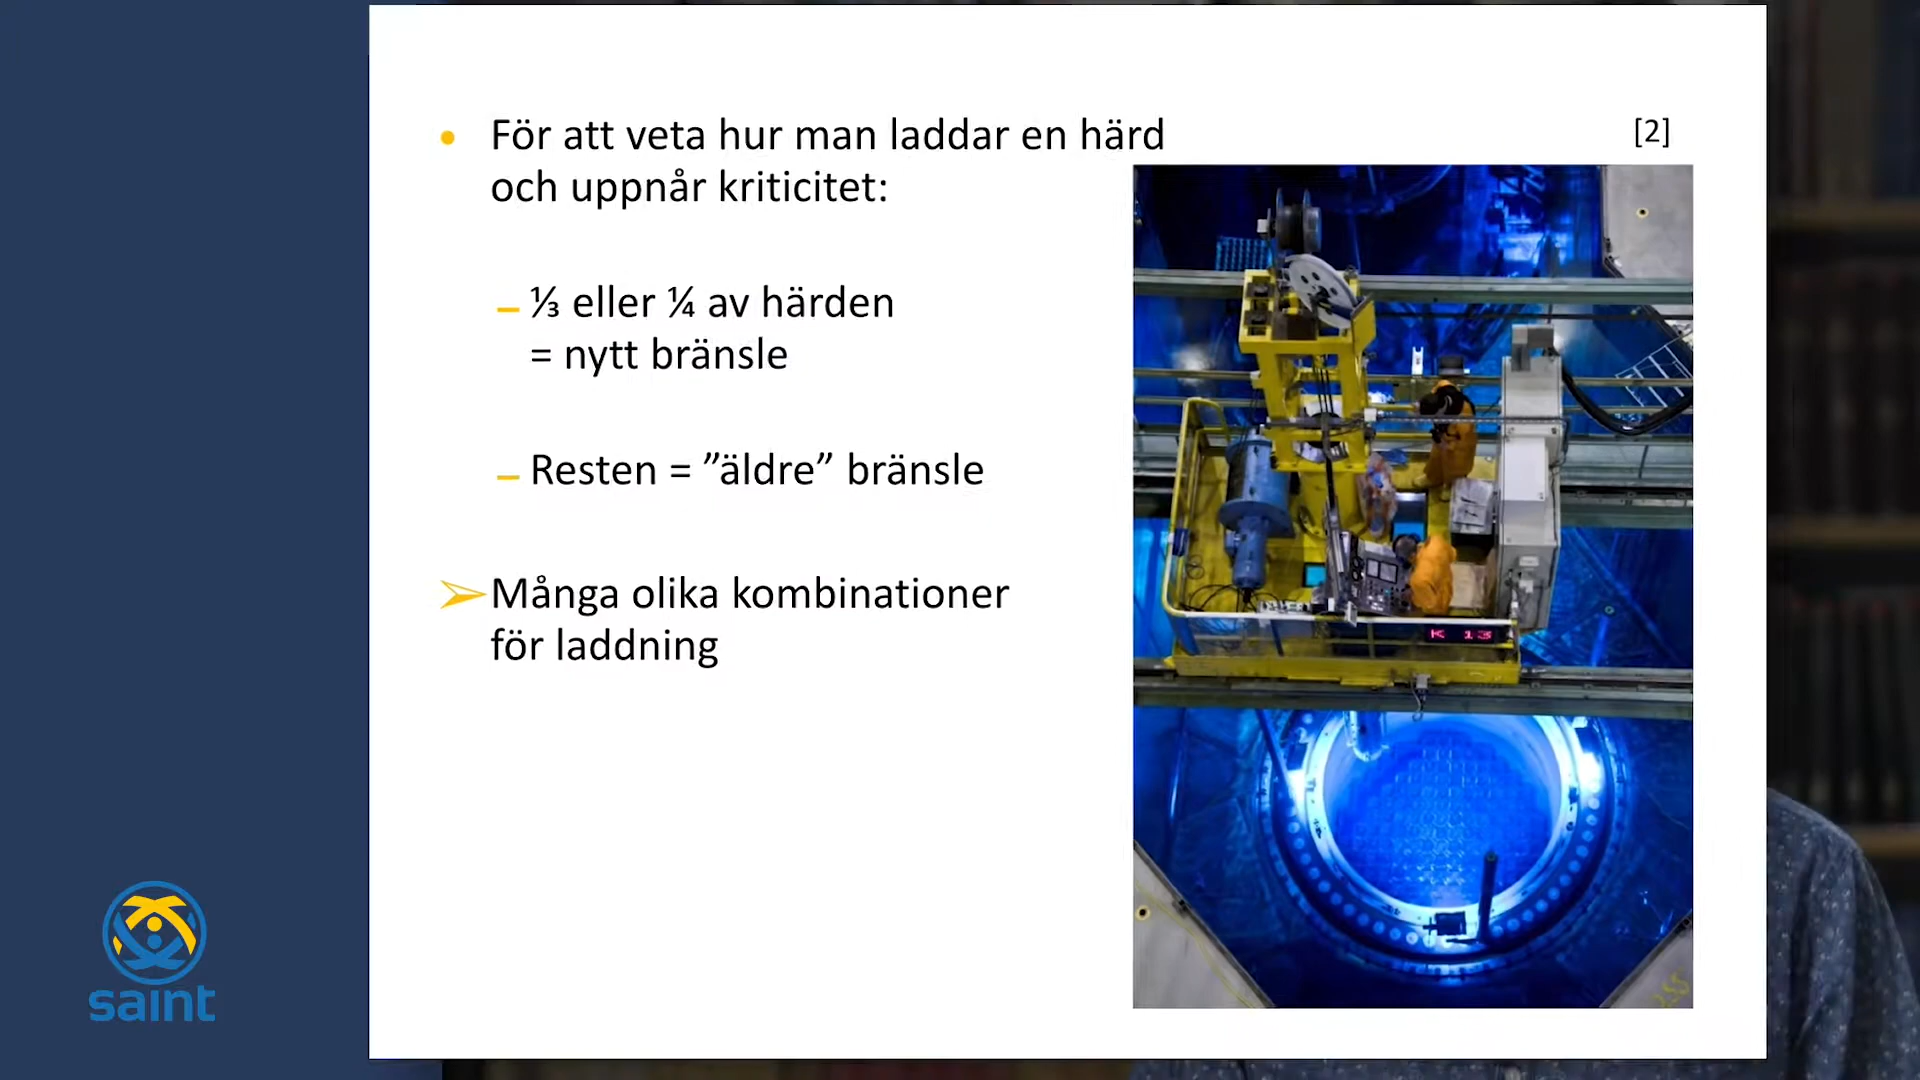 För att veta hur man laddar en härd
och uppnår kriticitet:
[2]
⅓ eller ¼ av härden
= nytt bränsle
Resten = ”äldre” bränsle
Många olika kombinationer
för laddning
K 13
saint